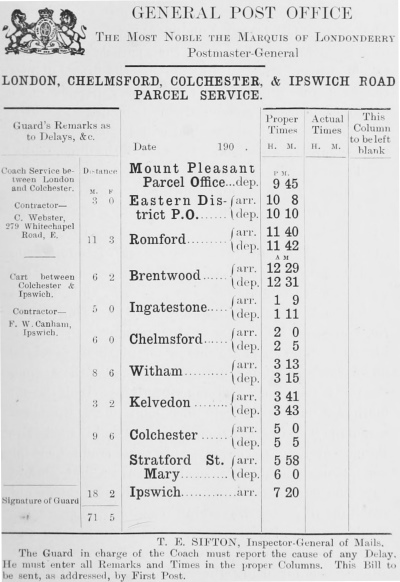 GENERAL POST OFFICE
THE MOST NOBLE THE MARQUIS OF LONDONDERRY
Postmaster-General
LONDON, CHELMSFORD, COLCHESTER, & IPSWICH ROAD
PARCEL SERVICE.
Guard's Remarks as
to Delays, &c.
Date 190 .
Proper
Times
H. M.
Actual
Times
H. M.
This
Column
to be left
blank
Coach Service be-
tween London
and Colchester.
Contractor—
C. Webster,
279 Whitechapel
Road, E.
Cart between
Colchester &
Ipswich.
Contractor—
F. W. Canham,
Ipswich.
Signature of Guard
Distance
M. F.
P M.
Mount Pleasant
Parcel Office...dep. 9 45
3 0 Eastern Dis- arr. 10 8
trict P.O....... dep. 10 10
11 3 Romford........ arr. 11 40
dep. 11 42
A M
6 2 Brentwood...... arr. 12 29
dep. 12 31
5 0 Ingatestone..... arr. 1 9
dep. 1 11
6 0 Chelmsford..... arr. 2 0
dep. 2 5
8 6 Witham......... arr. 3 13
dep. 3 15
3 2 Kelvedon....... arr. 3 41
dep. 3 43
9 6 Colchester...... arr. 5 0
dep. 5 5
Stratford St. arr. 5 58
Mary.......... dep. 6 0
18 2 Ipswich............arr. 7 20
71 5
T. E. SIFTON, Inspector-General of Mails.
The Guard in charge of the Coach must report the cause of any Delay.
He must enter all Remarks and Times in the proper Columns. This Bill to
be sent, as addressed, by First Post.